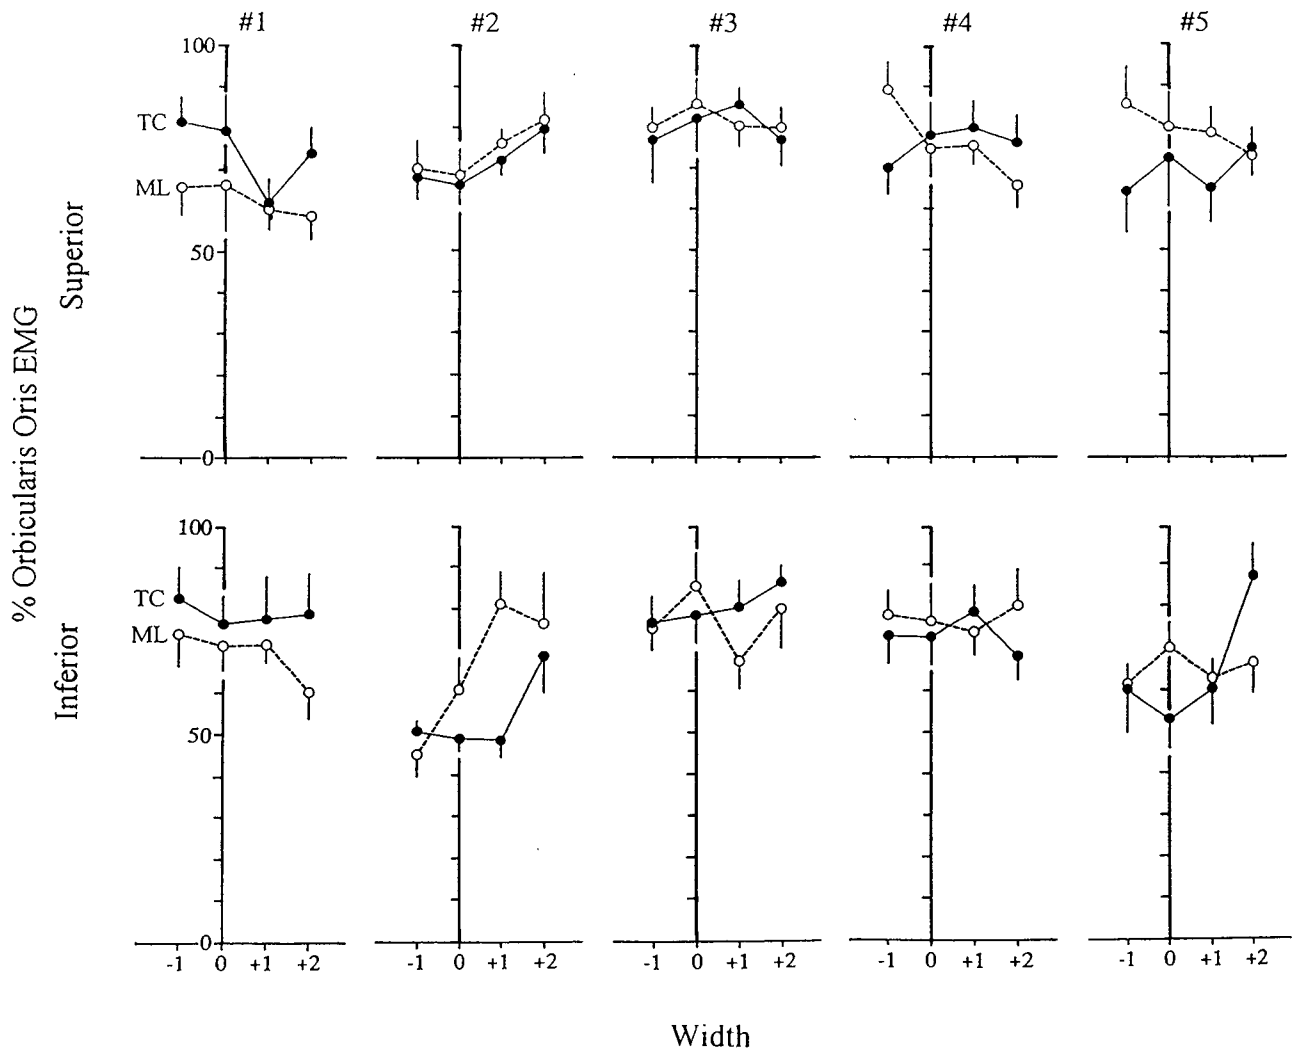 #1 #2 #3 #4 #5
100
TC
ML
50
0
Superior
% Orbicularis Oris EMG
100
TC
ML
50
0
Inferior
-1 0 +1 +2 -1 0 +1 +2 -1 0 +1 +2 -1 0 +1 +2 -1 0 +1 +2
Width